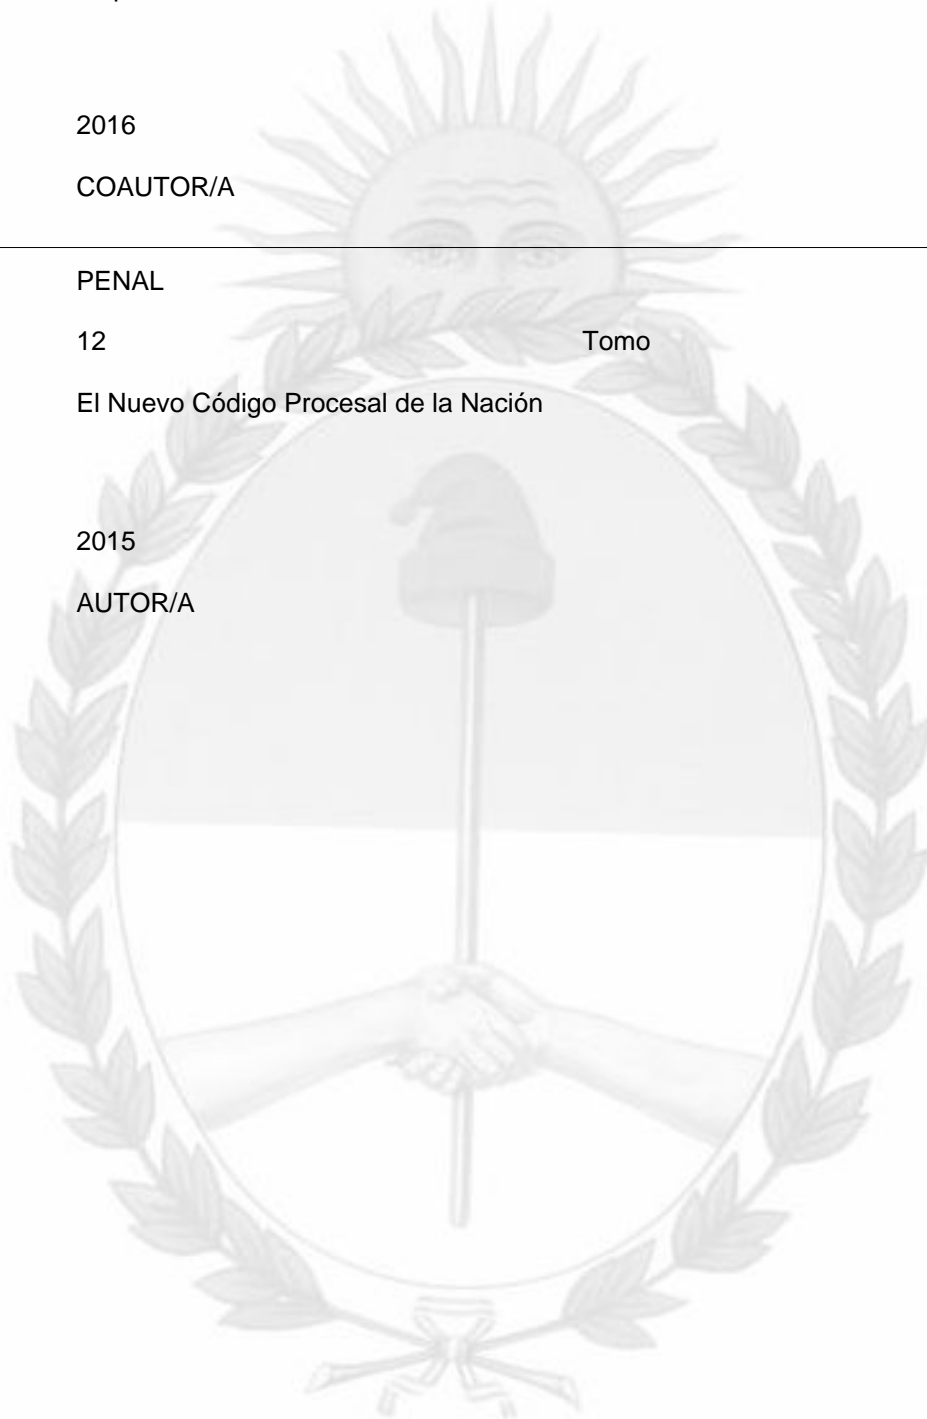 2016
COAUTOR/A
PENAL
12 Tomo
El Nuevo Código Procesal de la Nación
2015
AUTOR/A